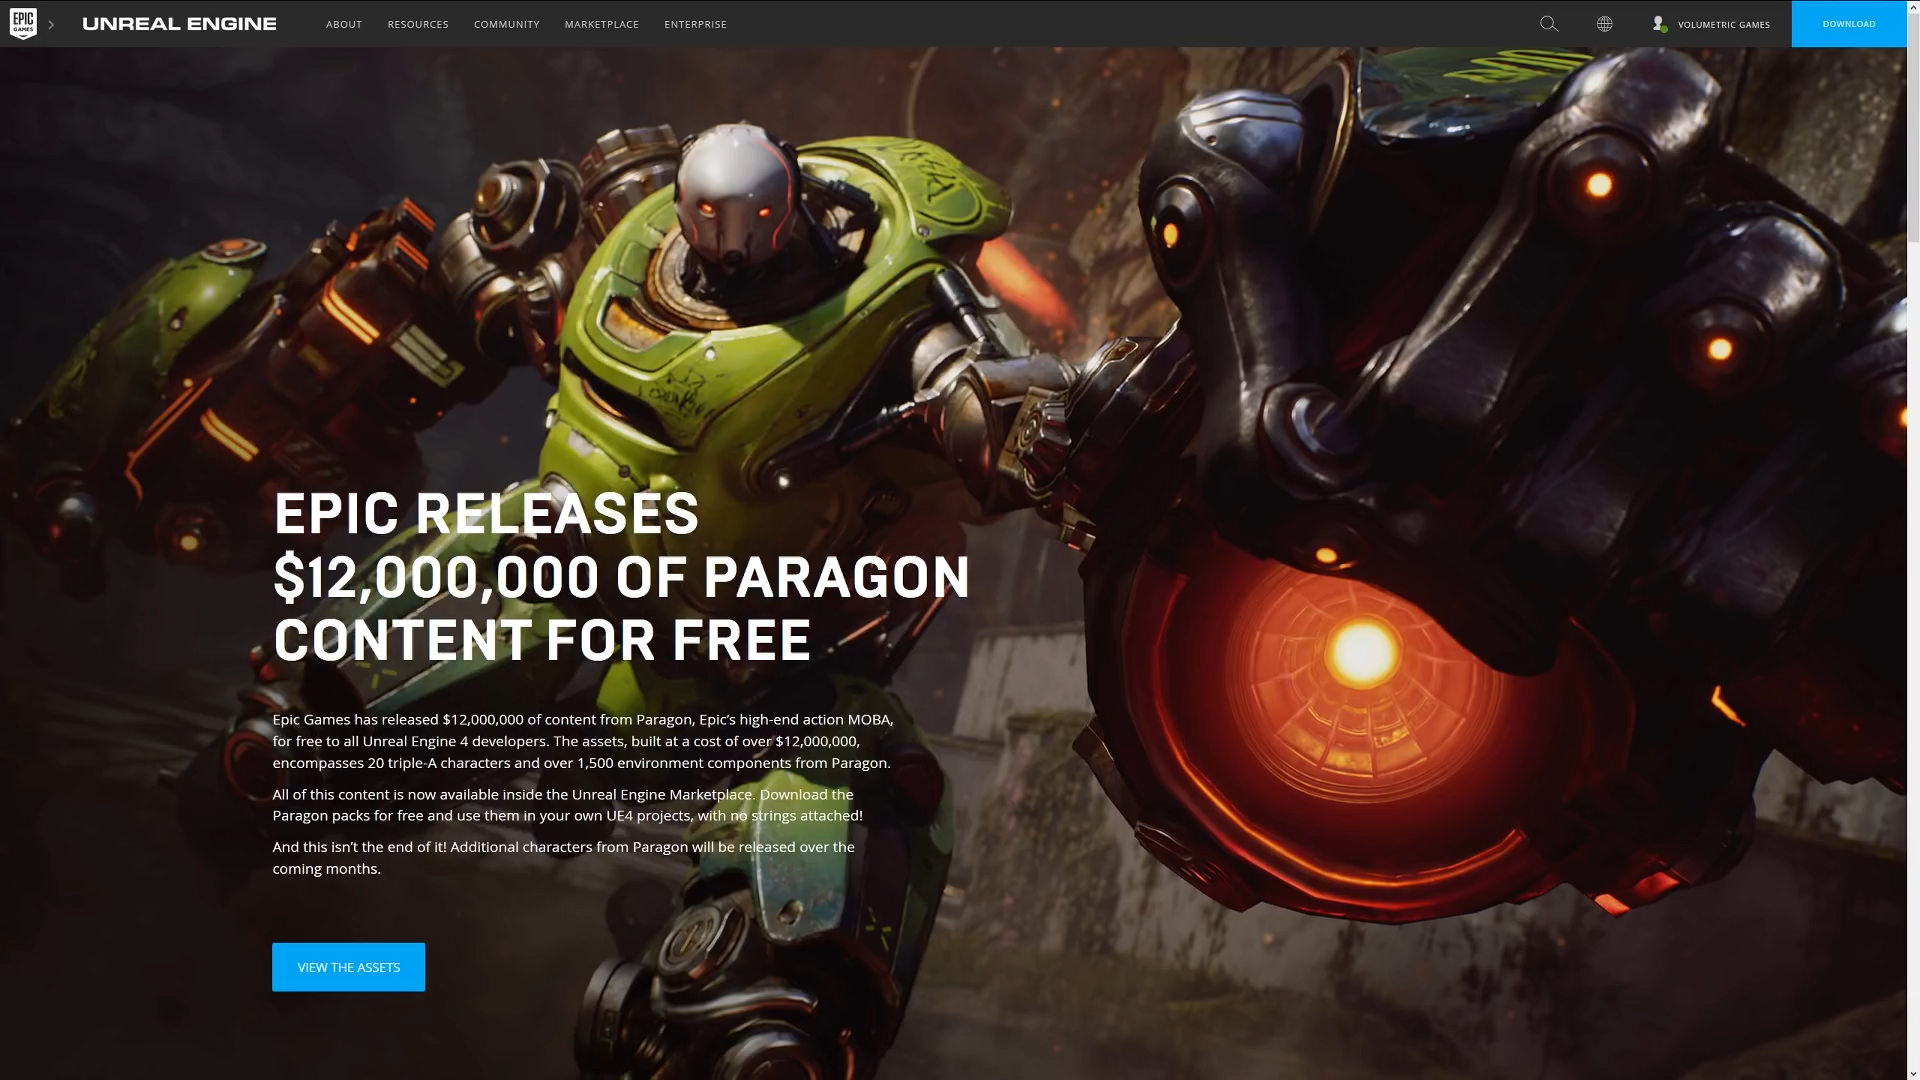 EPIC
GAMES
UNREAL ENGINE
ABOUT
RESOURCES
COMMUNITY
MARKETPLACE
ENTERPRISE
VOLUMETRIC GAMES
DOWNLOAD
EPIC RELEASES
$12,000,000 OF PARAGON
CONTENT FOR FREE
Epic Games has released $12,000,000 of content from Paragon, Epic’s high-end action MOBA,
for free to all Unreal Engine 4 developers. The assets, built at a cost of over $12,000,000,
encompasses 20 triple-A characters and over 1,500 environment components from Paragon.
All of this content is now available inside the Unreal Engine Marketplace. Download the
Paragon packs for free and use them in your own UE4 projects, with no strings attached!
And this isn’t the end of it! Additional characters from Paragon will be released over the
coming months.
VIEW THE ASSETS